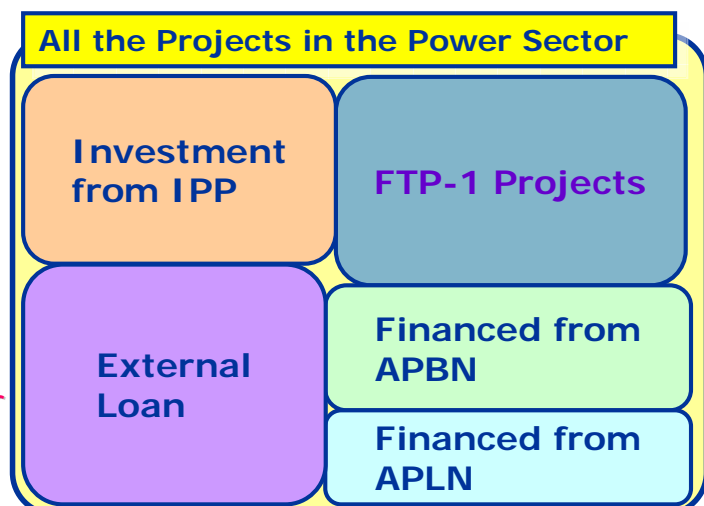 All the Projects in the Power Sector
Investment
from IPP
FTP-1 Projects
External
Loan
Financed from
APBN
Financed from
APLN